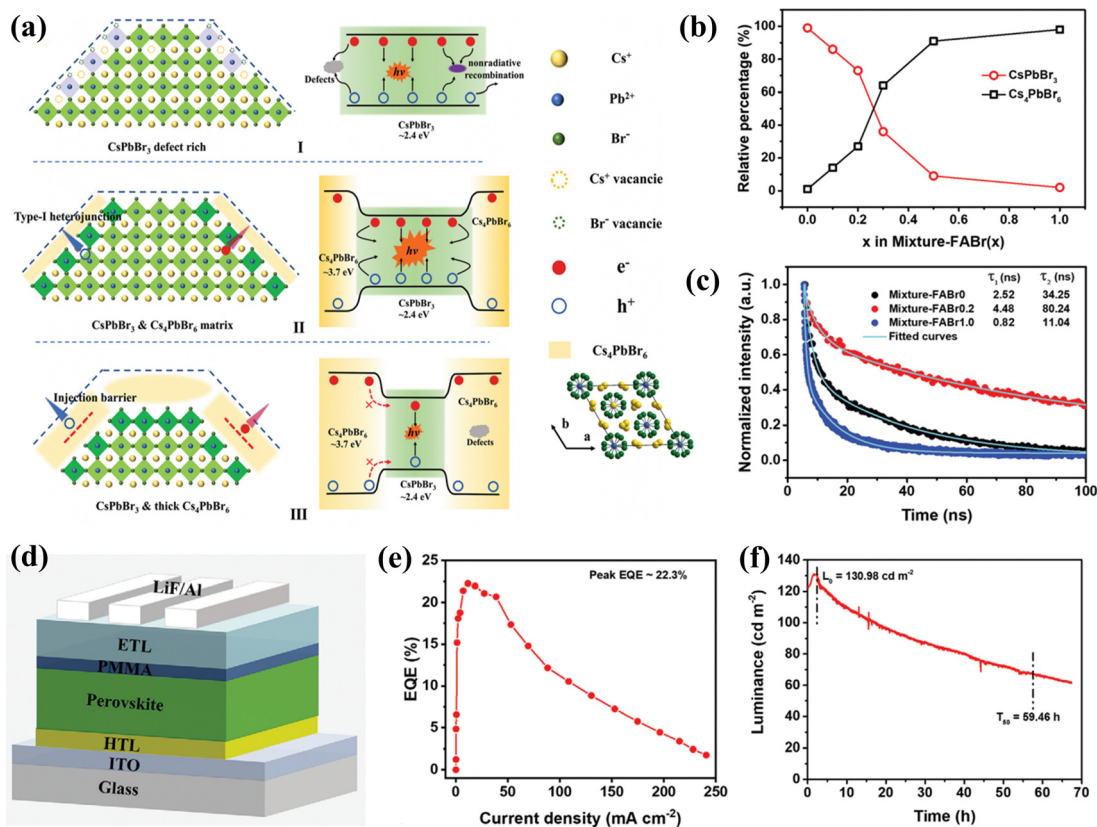 (a)
Defects
hv
nonradiative
recombination
CsPbBr3
~2.4 eV
CsPbBr3 defect rich
I
Type-I heterojunction
CsPbBr3 & Cs4PbBr6 matrix
II
Cs4PbBr6
~3.7 eV
hv
Cs4PbBr6
CsPbBr3
~2.4 eV
Injection barrier
CsPbBr3 & thick Cs4PbBr6
III
Cs4PbBr6
~3.7 eV
hv
Cs4PbBr6
Defects
CsPbBr3
~2.4 eV
Cs+
Pb2+
Br-
Cs+ vacancie
Br- vacancie
e-
h+
Cs4PbBr6
b
a
(b)
Relative percentage (%)
100
80
60
40
20
0
CsPbBr3
Cs4PbBr6
0.0 0.2 0.4 0.6 0.8 1.0
x in Mixture-FABr(x)
(c)
Normalized intensity (a.u.)
1.0
0.8
0.6
0.4
0.2
0.0
τ1 (ns) τ2 (ns)
Mixture-FABr0 2.52 34.25
Mixture-FABr0.2 4.48 80.24
Mixture-FABr1.0 0.82 11.04
Fitted curves
20 40 60 80 100
Time (ns)
(d)
LiF/Al
ETL
PMMA
Perovskite
HTL
ITO
Glass
(e)
EQE (%)
25
20
15
10
5
0
Peak EQE ~ 22.3%
0 50 100 150 200 250
Current density (mA cm-2)
(f)
Luminance (cd m-2)
140
120
100
80
60
40
20
0
L0 = 130.98 cd m-2
T50 = 59.46 h
0 10 20 30 40 50 60 70
Time (h)